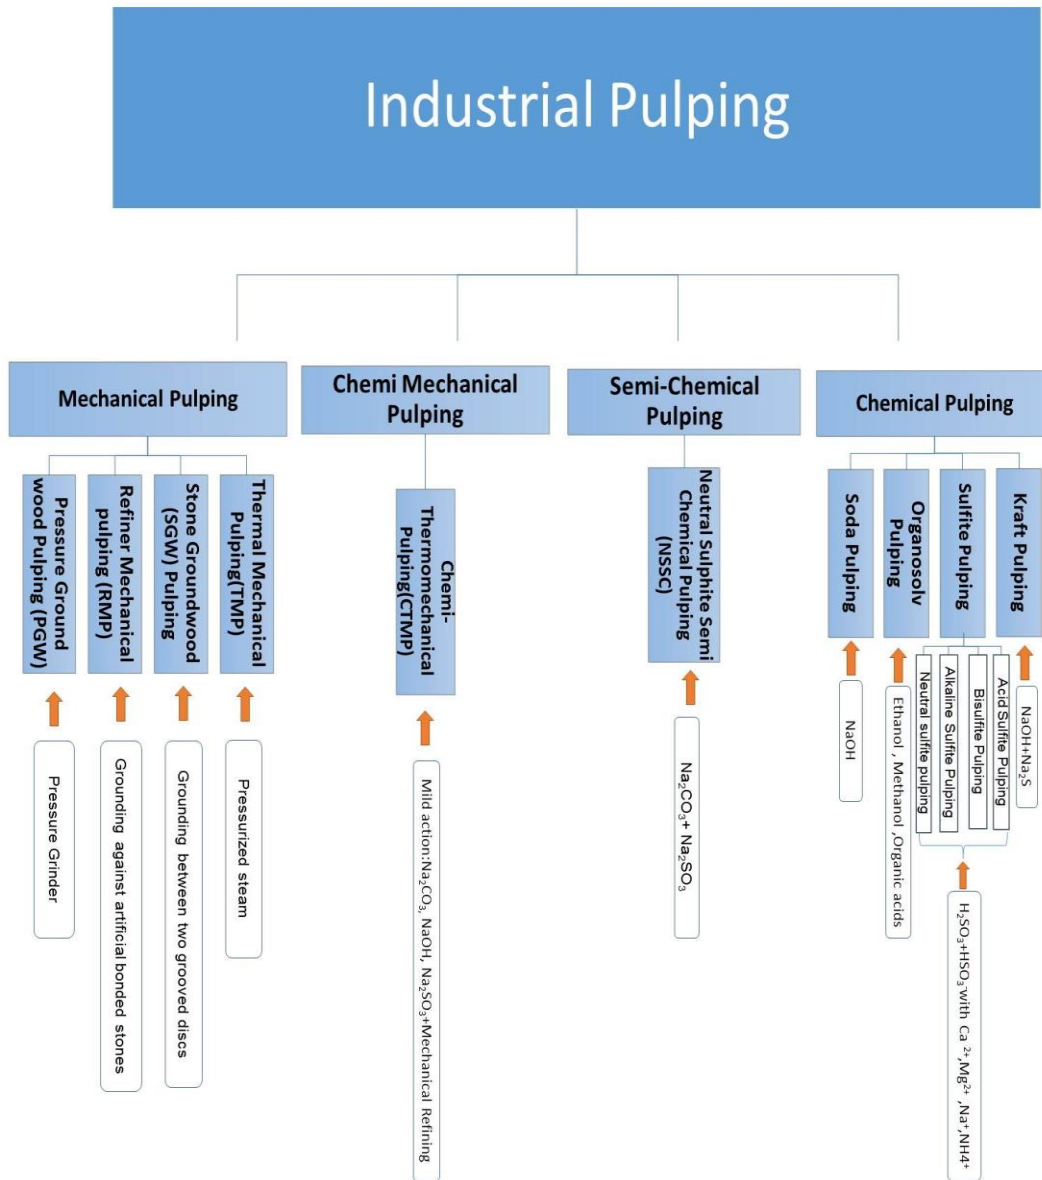 Industrial Pulping
Mechanical Pulping
Chemi Mechanical
Pulping
Semi-Chemical
Pulping
Chemical Pulping
Pressure Ground
wood Pulping (PGW)
Refiner Mechanical
pulping (RMP)
Stone Groundwood
(SGW) Pulping
Thermal Mechanical
Pulping(TMP)
Chemi-
Thermomechanical
Pulping(CTMP)
Neutral Sulphite Semi
Chemical Pulping
(NSSC)
Soda Pulping
Organosolv
Pulping
Sulfite Pulping
Kraft Pulping
Neutral sulfite pulping
Alkaline Sulfite Pulping
Bisulfite Pulping
Acid Sulfite Pulping
Pressure Grinder
Grounding against artificial bonded stones
Grounding between two grooved discs
Pressurized steam
Mild action:Na₂CO₃, NaOH, Na₂SO₃+Mechanical Refining
Na₂CO₃+ Na₂SO₃
NaOH
Ethanol , Methanol ,Organic acids
H₂SO₃+HSO₃⁻with Ca ²⁺,Mg²⁺ ,Na⁺,NH4⁺
NaOH+Na₂S